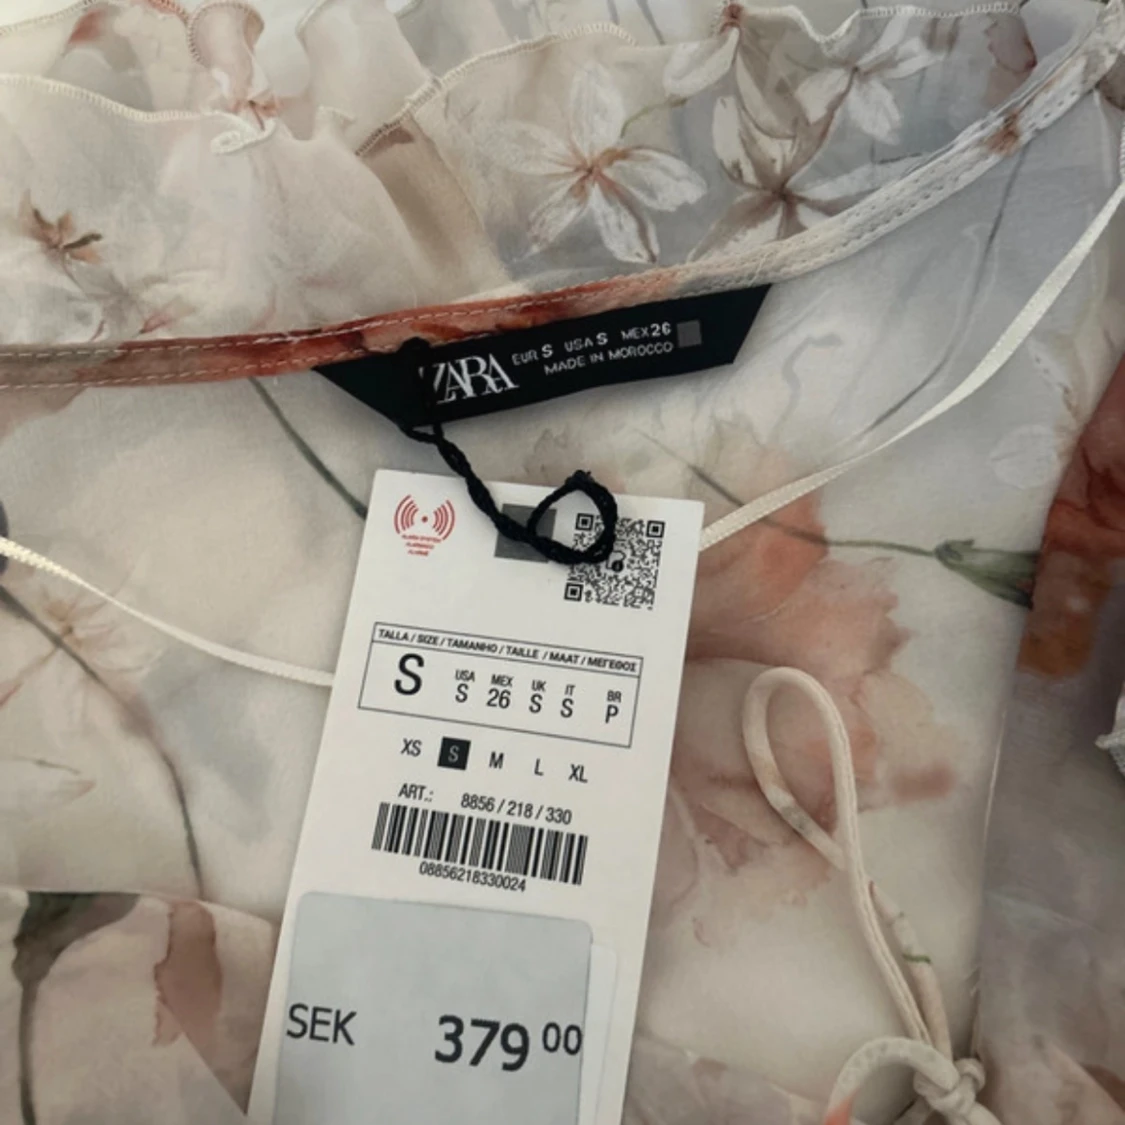 ZARA EUR S USA S MEX 26
MADE IN MOROCCO
TALLA / SIZE / TAMANHO / TAILLE / MAAT / ΜΕΓΕΘΟΣ
S USA S MEX 26 UK S IT S BR P
XS S M L XL
ART.: 8856 / 218 / 330
08856218330024
SEK 379 00